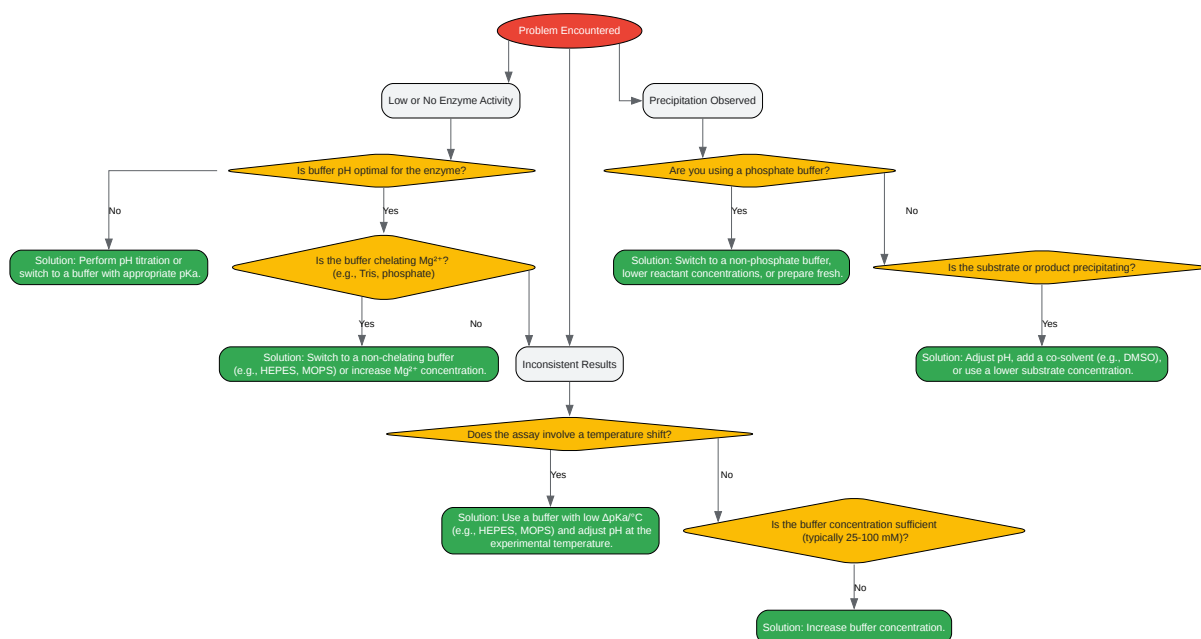 Problem Encountered
Low or No Enzyme Activity
Precipitation Observed
Is buffer pH optimal for the enzyme?
Are you using a phosphate buffer?
No
Yes
Yes
No
Solution: Perform pH titration or
switch to a buffer with appropriate pKa.
Is the buffer chelating Mg²⁺?
(e.g., Tris, phosphate)
Solution: Switch to a non-phosphate buffer,
lower reactant concentrations, or prepare fresh.
Is the substrate or product precipitating?
Yes
No
Yes
Solution: Switch to a non-chelating buffer
(e.g., HEPES, MOPS) or increase Mg²⁺ concentration.
Inconsistent Results
Solution: Adjust pH, add a co-solvent (e.g., DMSO),
or use a lower substrate concentration.
Does the assay involve a temperature shift?
Yes
No
Solution: Use a buffer with low ΔpKa/°C
(e.g., HEPES, MOPS) and adjust pH at the
experimental temperature.
Is the buffer concentration sufficient
(typically 25-100 mM)?
No
Solution: Increase buffer concentration.